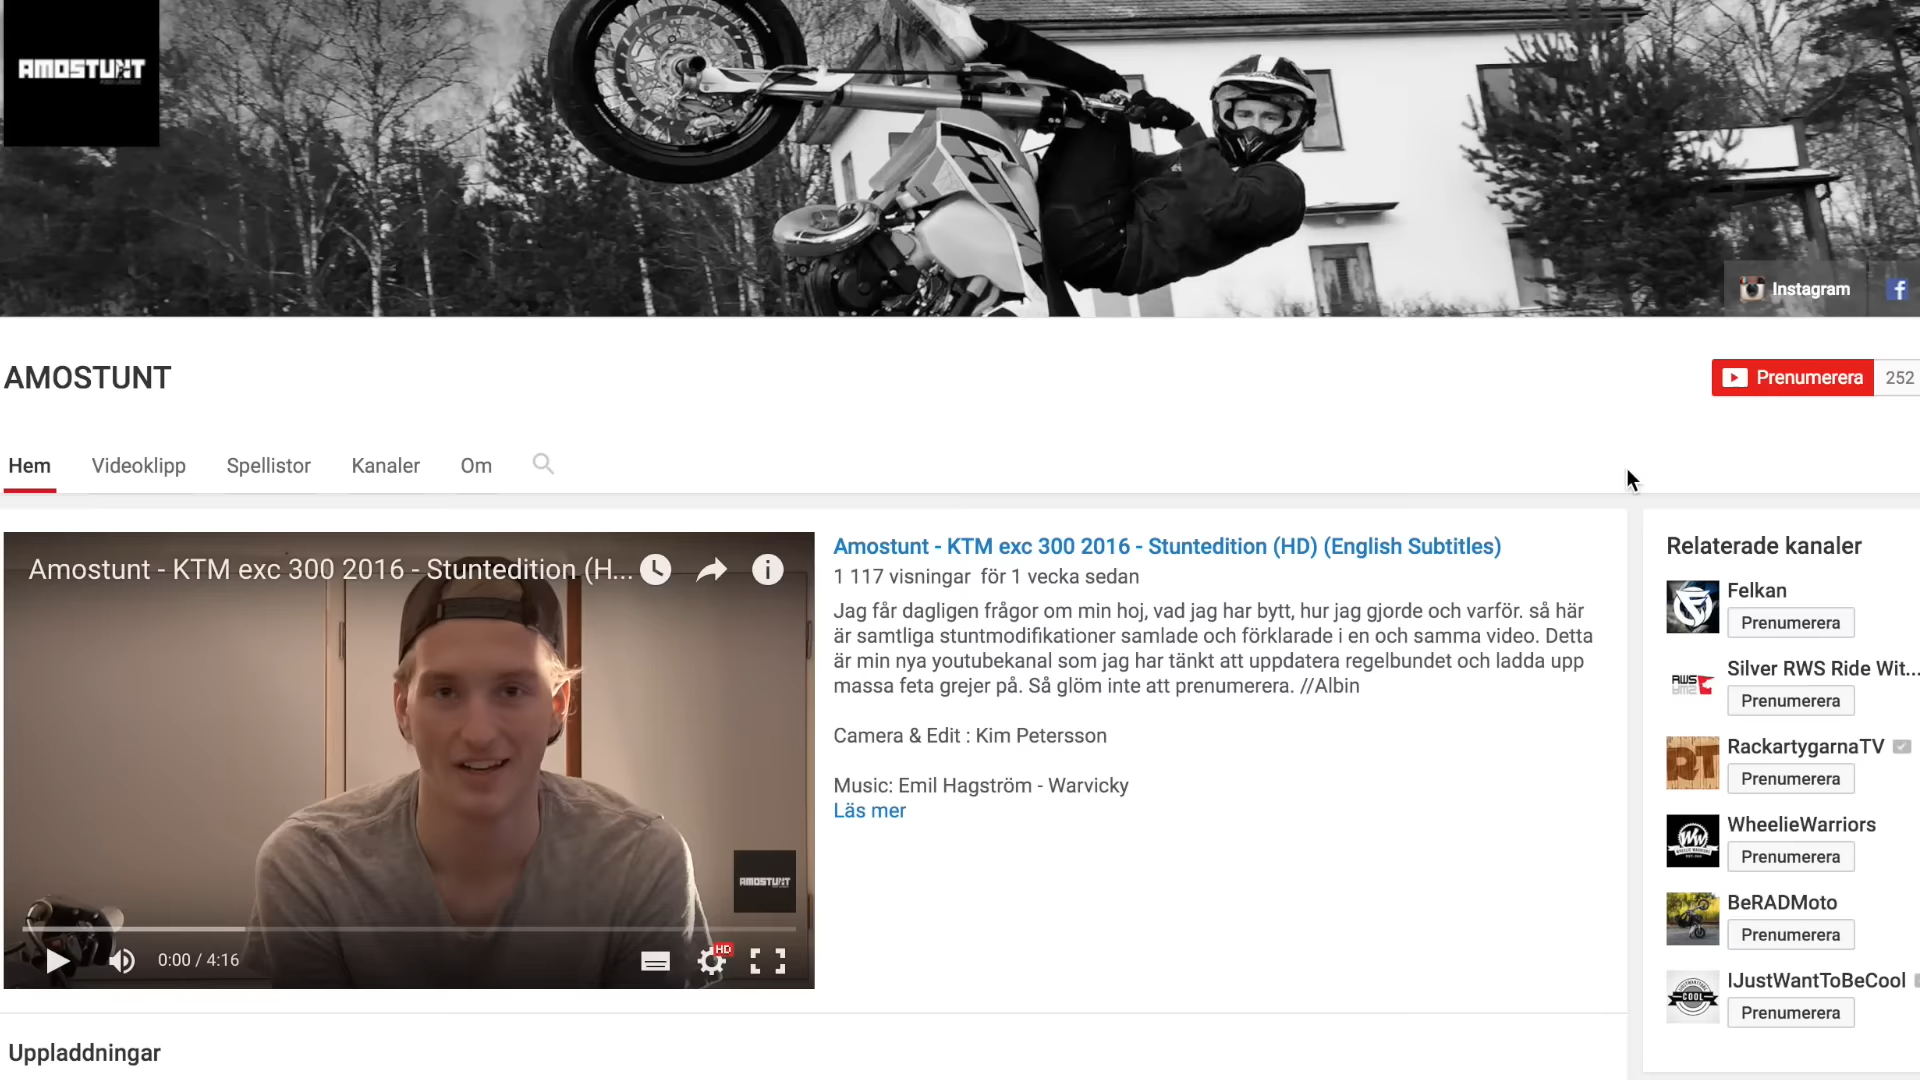 AMOSTUNT
Instagram
AMOSTUNT
Prenumerera 252
Hem Videoklipp Spellistor Kanaler Om
Amostunt - KTM exc 300 2016 - Stuntedition (H...
AMOSTUNT
HD
0:00 / 4:16
Amostunt - KTM exc 300 2016 - Stuntedition (HD) (English Subtitles)
1 117 visningar för 1 vecka sedan
Jag får dagligen frågor om min hoj, vad jag har bytt, hur jag gjorde och varför. så här
är samtliga stuntmodifikationer samlade och förklarade i en och samma video. Detta
är min nya youtubekanal som jag har tänkt att uppdatera regelbundet och ladda upp
massa feta grejer på. Så glöm inte att prenumerera. //Albin
Camera & Edit : Kim Petersson
Music: Emil Hagström - Warvicky
Läs mer
Relaterade kanaler
Felkan
Prenumerera
RWS
Silver RWS Ride Wit...
Prenumerera
RT
RackartygarnaTV
Prenumerera
WheelieWarriors
Prenumerera
BeRADMoto
Prenumerera
COOL
IJustWantToBeCool
Prenumerera
Uppladdningar